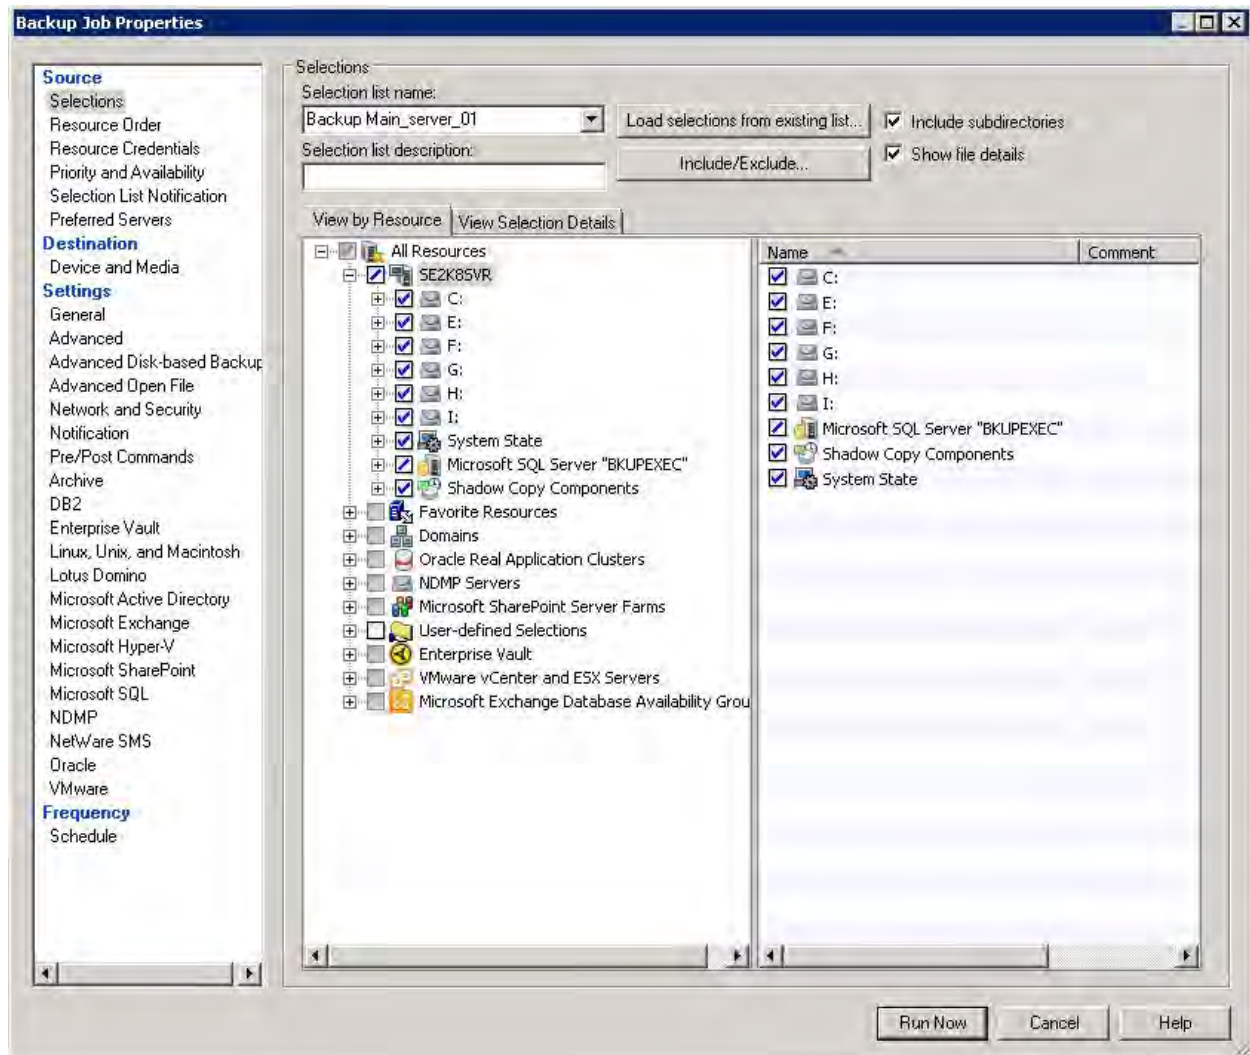 Backup Job Properties
Source
Selections
Resource Order
Resource Credentials
Priority and Availability
Selection List Notification
Preferred Servers
Destination
Device and Media
Settings
General
Advanced
Advanced Disk-based Backup
Advanced Open File
Network and Security
Notification
Pre/Post Commands
Archive
DB2
Enterprise Vault
Linux, Unix, and Macintosh
Lotus Domino
Microsoft Active Directory
Microsoft Exchange
Microsoft Hyper-V
Microsoft SharePoint
Microsoft SQL
NDMP
NetWare SMS
Oracle
VMware
Frequency
Schedule
Selections
Selection list name:
Backup Main_server_01
Load selections from existing list...
Include subdirectories
Selection list description:
Include/Exclude...
Show file details
View by Resource
View Selection Details
All Resources
SE2K8SVR
C:
E:
F:
G:
H:
I:
System State
Microsoft SQL Server "BKUPEXEC"
Shadow Copy Components
Favorite Resources
Domains
Oracle Real Application Clusters
NDMP Servers
Microsoft SharePoint Server Farms
User-defined Selections
Enterprise Vault
VMware vCenter and ESX Servers
Microsoft Exchange Database Availability Grou
Name
Comment
C:
E:
F:
G:
H:
I:
Microsoft SQL Server "BKUPEXEC"
Shadow Copy Components
System State
Run Now
Cancel
Help